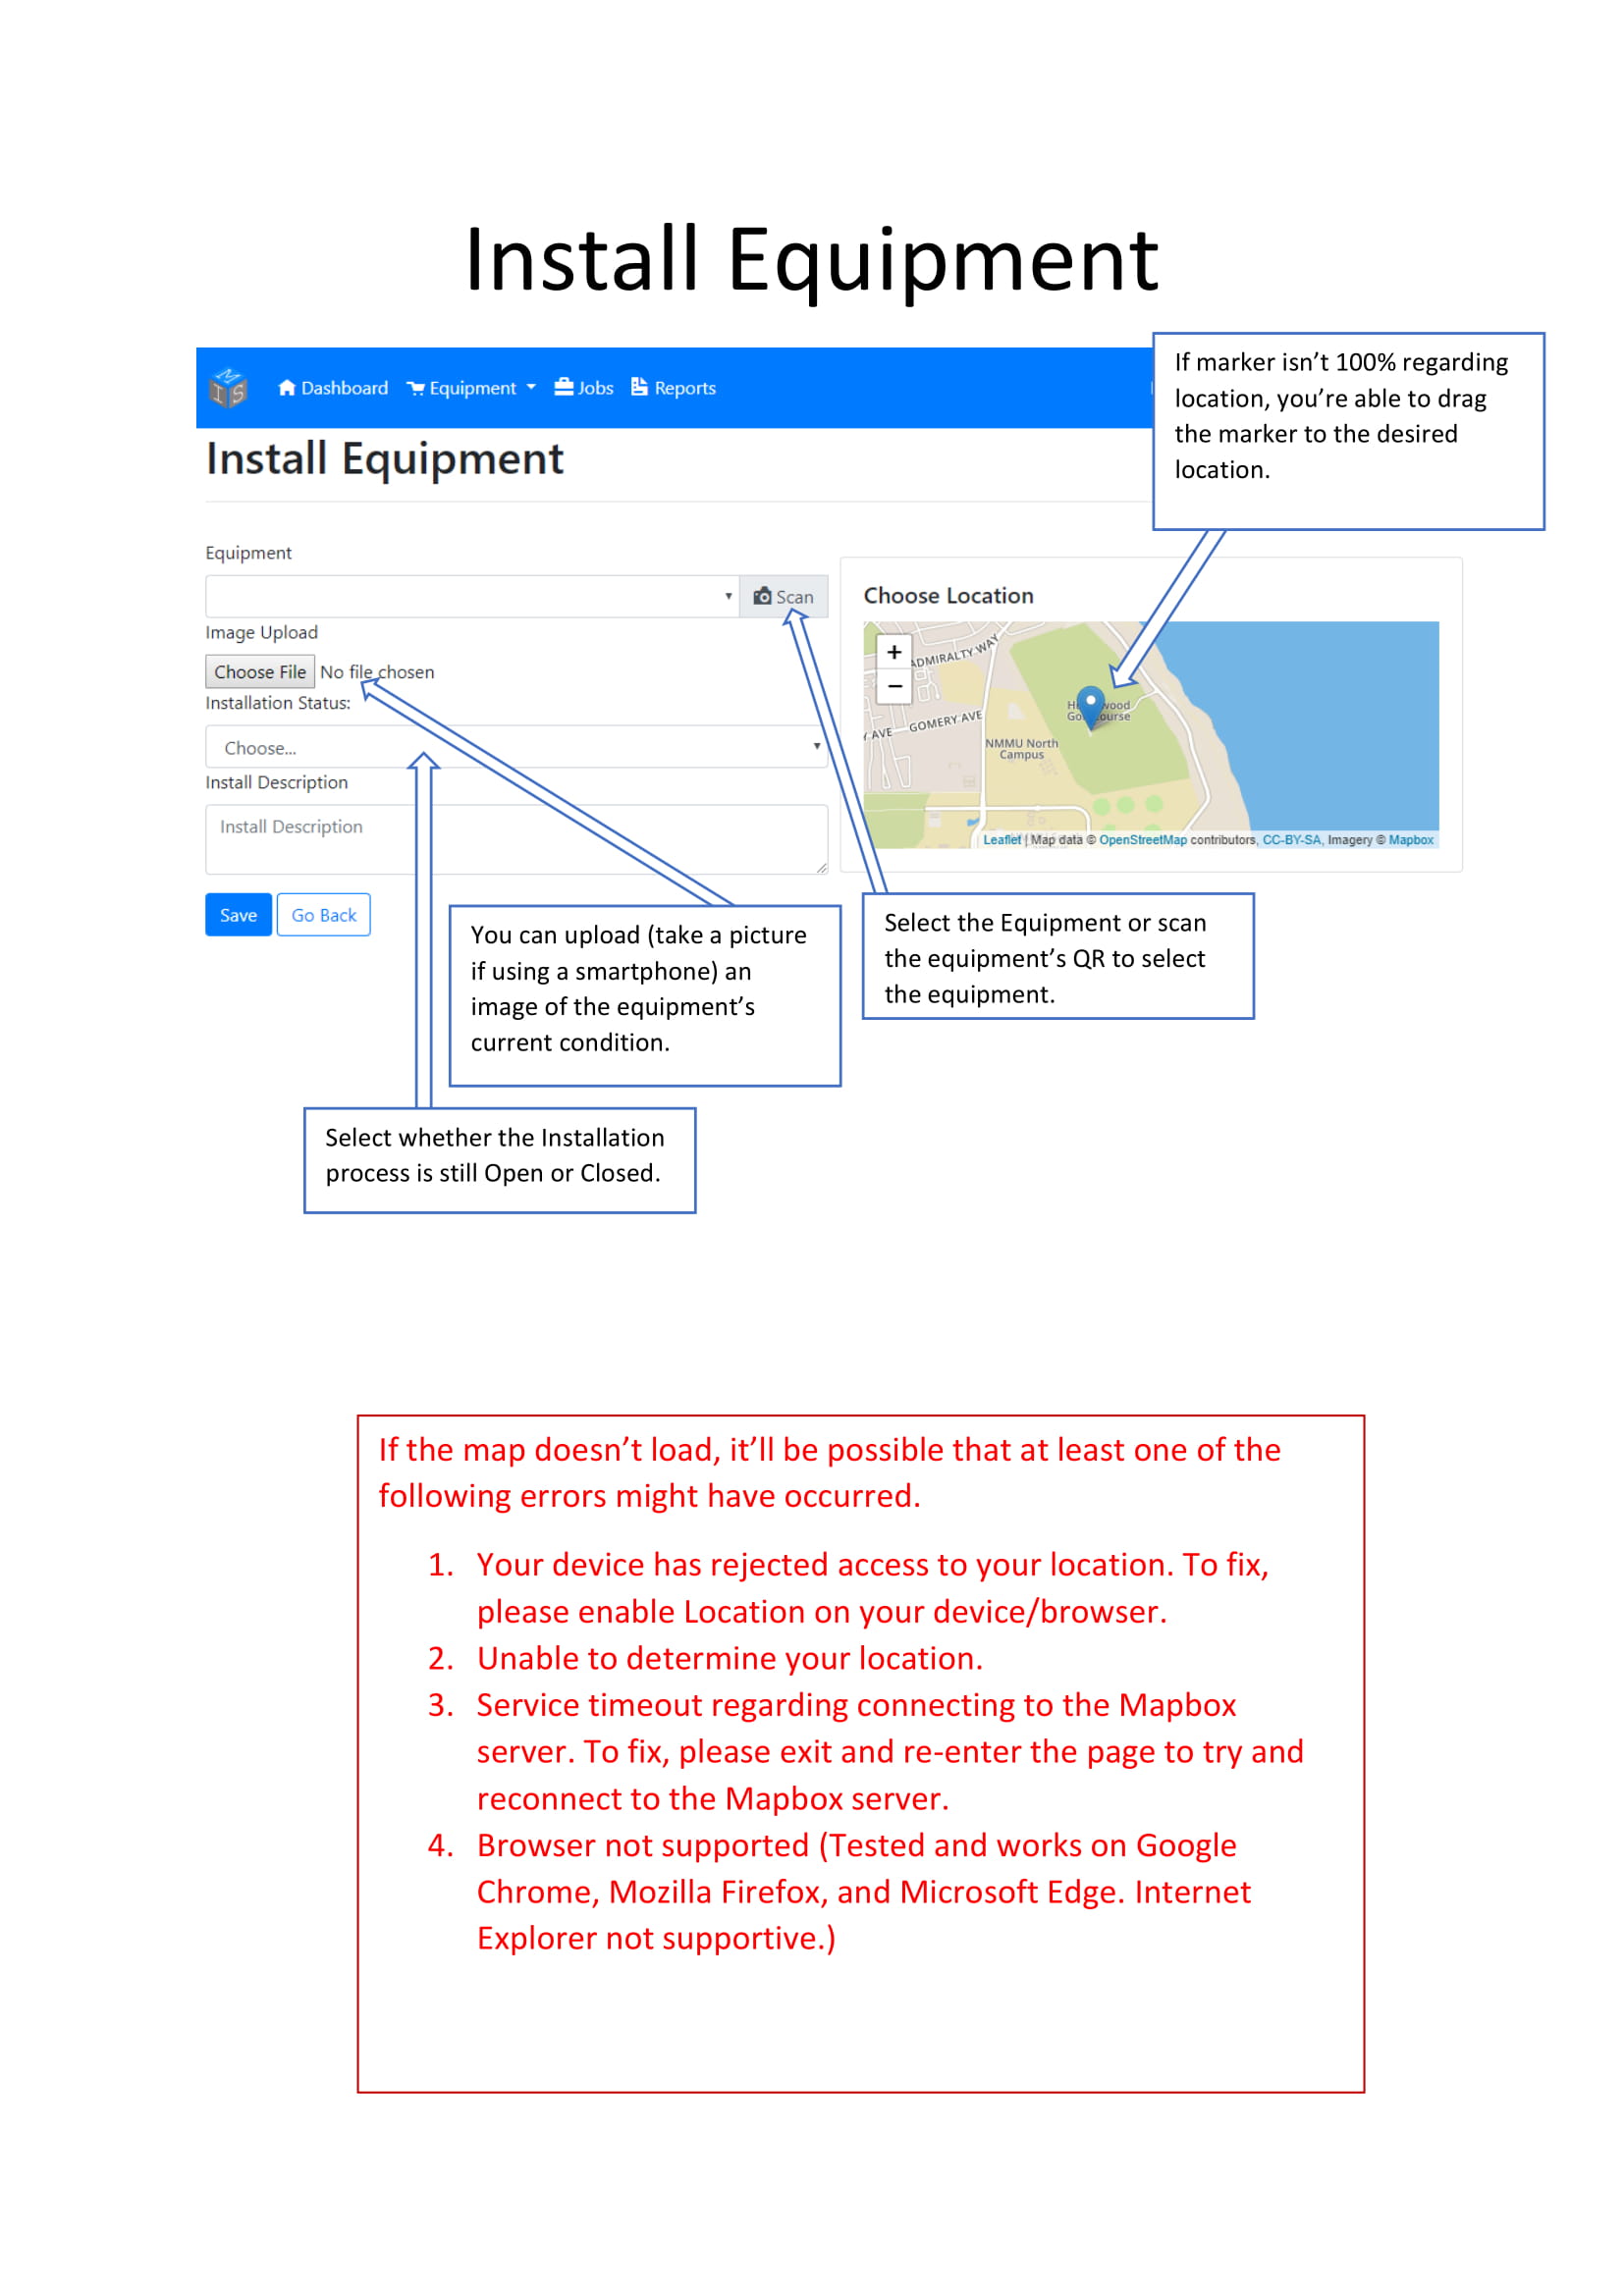 Install Equipment
If marker isn’t 100% regarding
location, you’re able to drag
the marker to the desired
location.
MIS
Dashboard Equipment Jobs Reports
Install Equipment
Equipment
Scan
Image Upload
Choose File No file chosen
Installation Status:
Choose...
Install Description
Install Description
Save Go Back
Choose Location
+
−
ADMIRALTY WAY
GOMERY AVE
AVE
NMMU North
Campus
Leaflet | Map data © OpenStreetMap contributors, CC-BY-SA, Imagery © Mapbox
You can upload (take a picture
if using a smartphone) an
image of the equipment’s
current condition.
Select the Equipment or scan
the equipment’s QR to select
the equipment.
Select whether the Installation
process is still Open or Closed.
If the map doesn’t load, it’ll be possible that at least one of the
following errors might have occurred.
1. Your device has rejected access to your location. To fix,
please enable Location on your device/browser.
2. Unable to determine your location.
3. Service timeout regarding connecting to the Mapbox
server. To fix, please exit and re-enter the page to try and
reconnect to the Mapbox server.
4. Browser not supported (Tested and works on Google
Chrome, Mozilla Firefox, and Microsoft Edge. Internet
Explorer not supportive.)